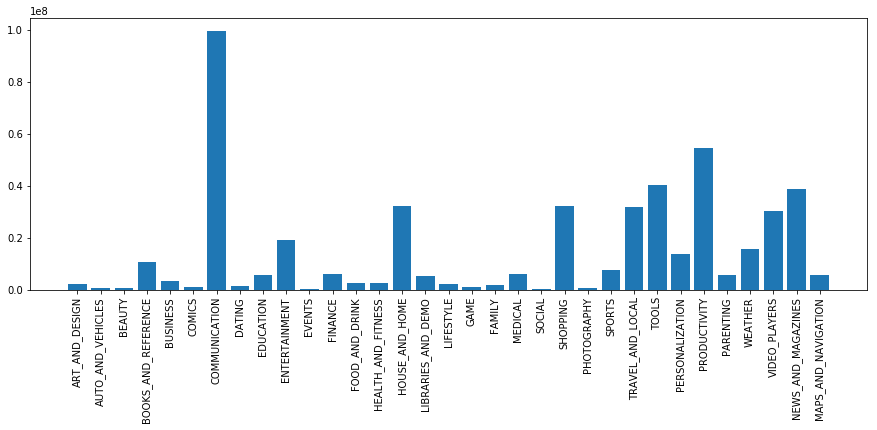 1e8
1.0
0.8
0.6
0.4
0.2
0.0
ART_AND_DESIGN
AUTO_AND_VEHICLES
BEAUTY
BOOKS_AND_REFERENCE
BUSINESS
COMICS
COMMUNICATION
DATING
EDUCATION
ENTERTAINMENT
EVENTS
FINANCE
FOOD_AND_DRINK
HEALTH_AND_FITNESS
HOUSE_AND_HOME
LIBRARIES_AND_DEMO
LIFESTYLE
GAME
FAMILY
MEDICAL
SOCIAL
SHOPPING
PHOTOGRAPHY
SPORTS
TRAVEL_AND_LOCAL
TOOLS
PERSONALIZATION
PRODUCTIVITY
PARENTING
WEATHER
VIDEO_PLAYERS
NEWS_AND_MAGAZINES
MAPS_AND_NAVIGATION